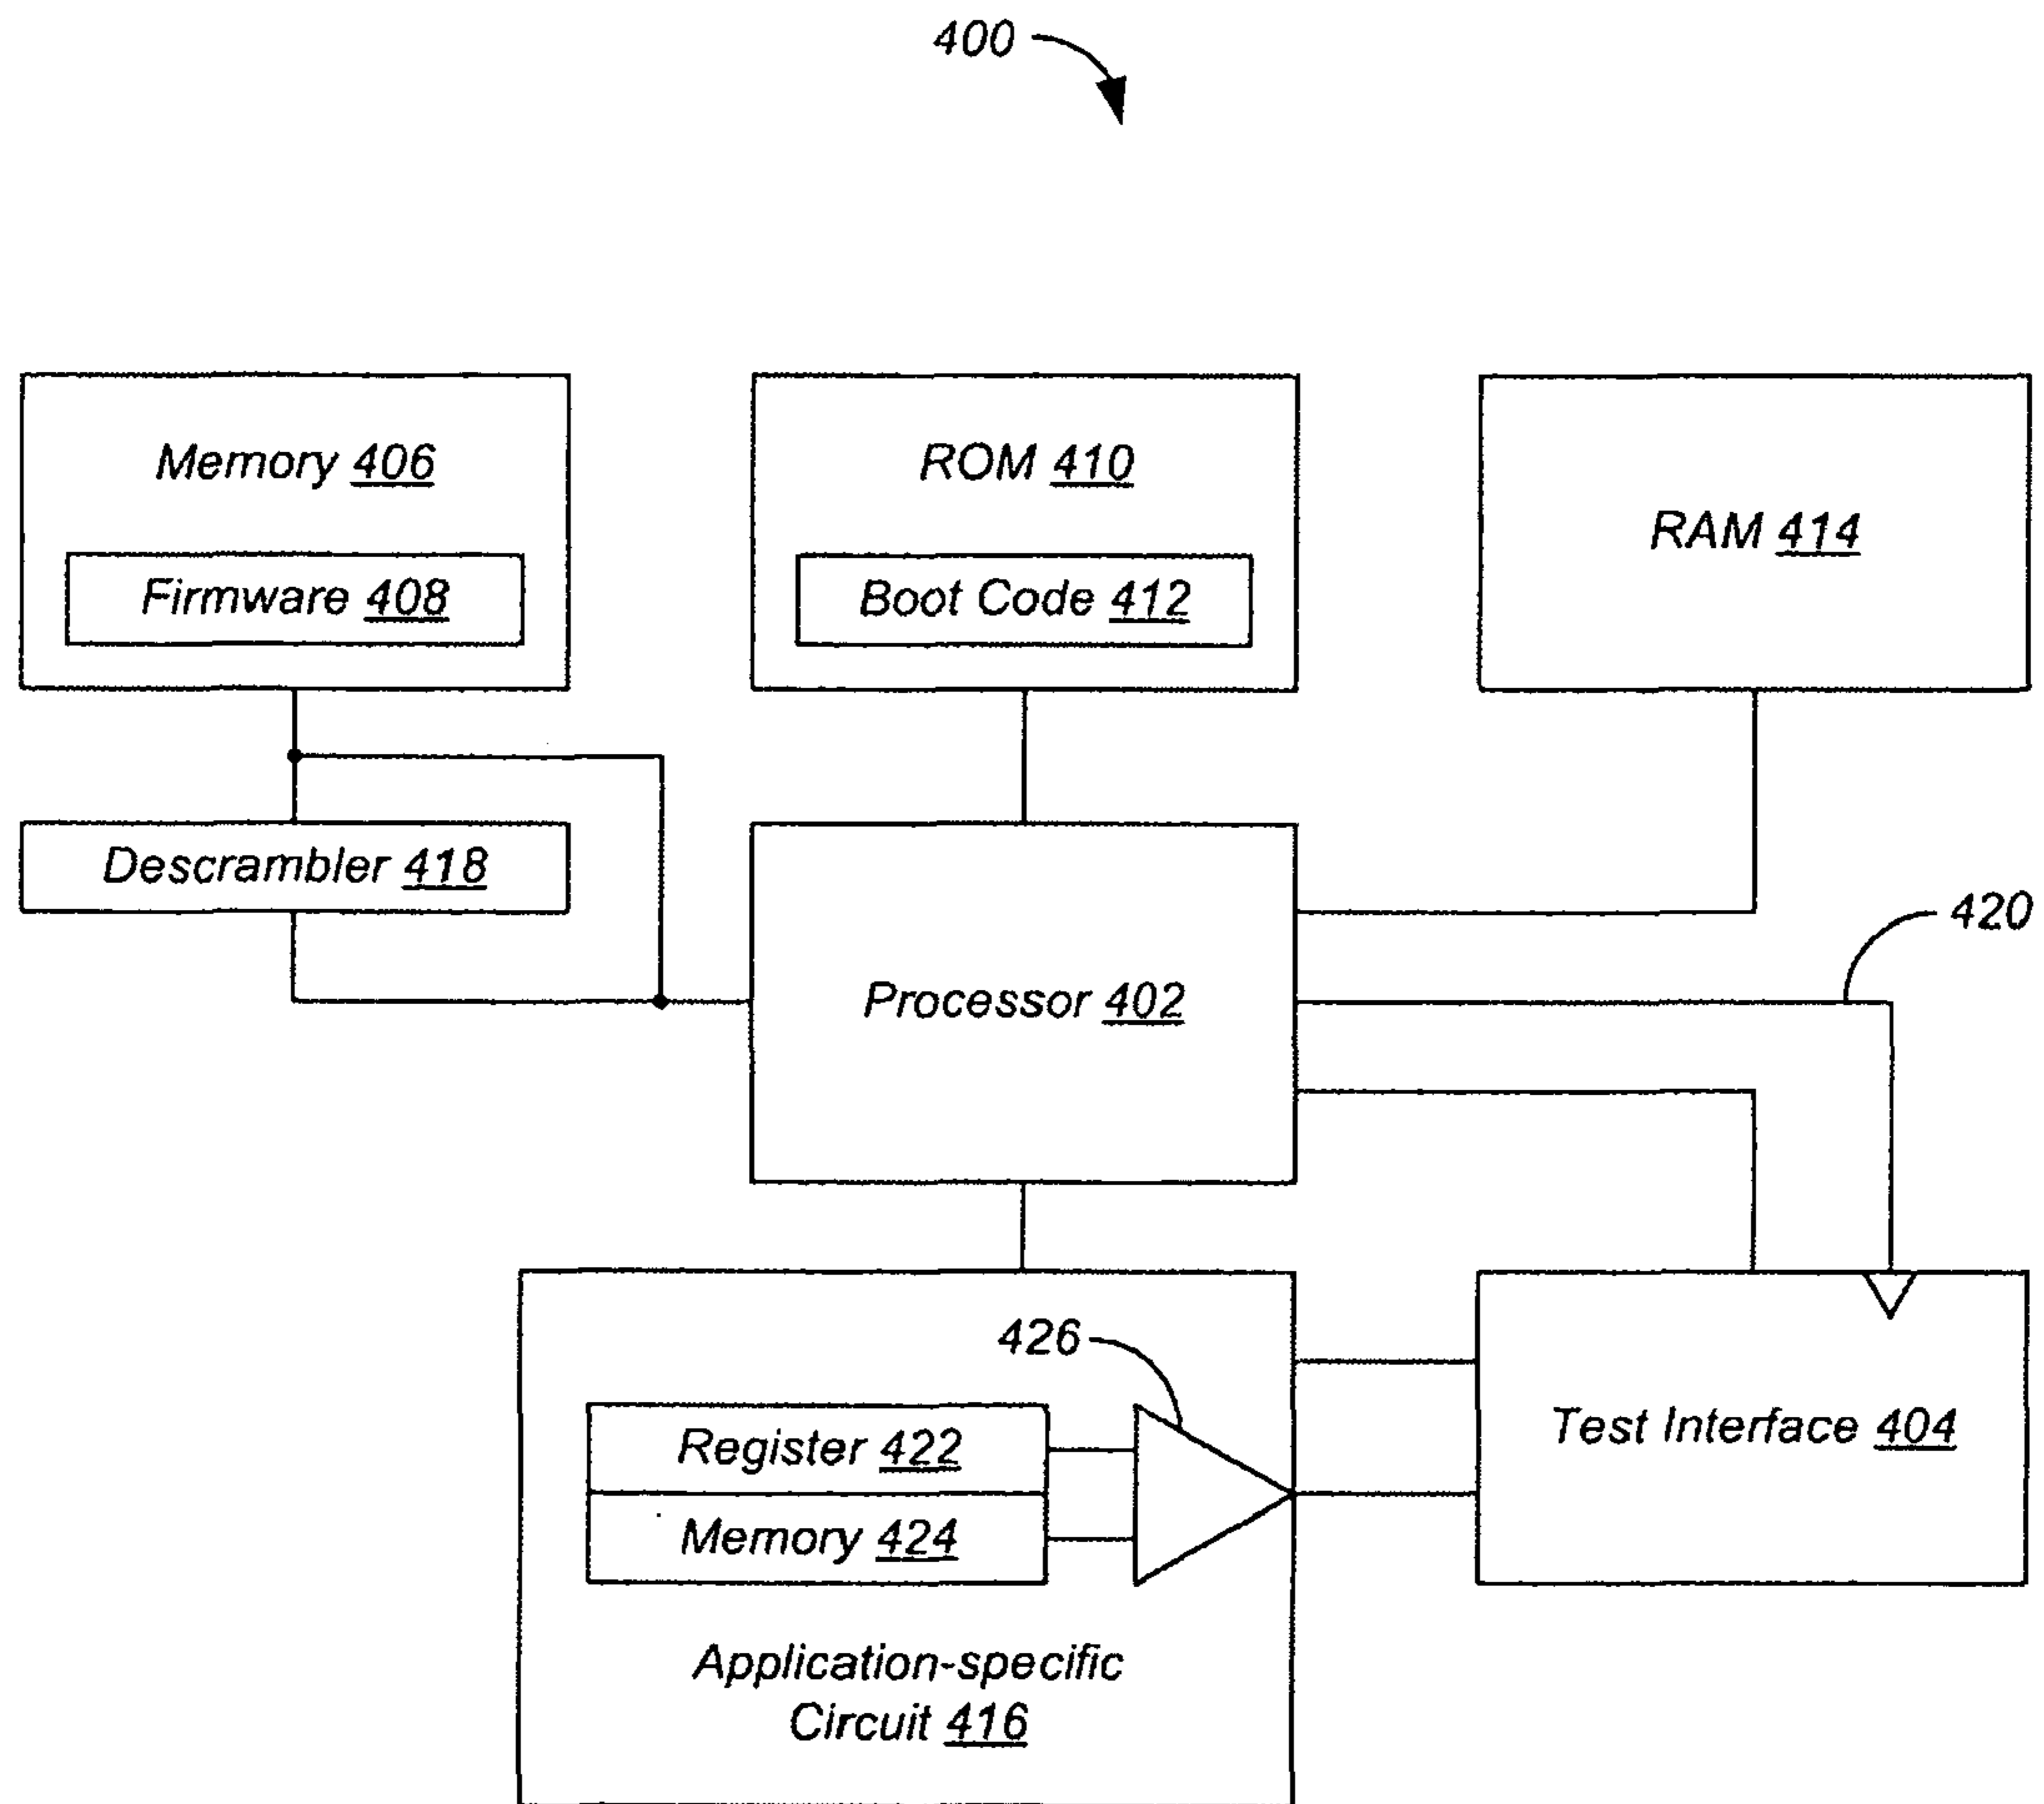 400
Memory 406
ROM 410
RAM 414
Firmware 408
Boot Code 412
Descrambler 418
420
Processor 402
426
Test Interface 404
Register 422
Memory 424
Application-specific
Circuit 416